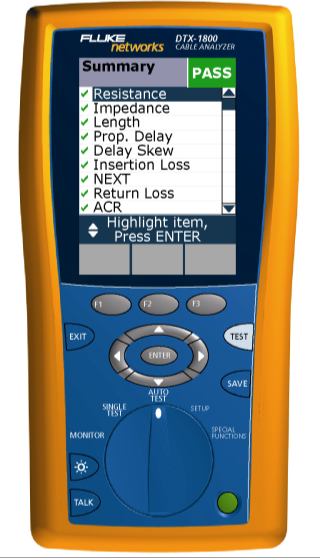 FLUKE networks
DTX-1800
CABLE ANALYZER
Summary
PASS
Resistance
Impedance
Length
Prop. Delay
Delay Skew
Insertion Loss
NEXT
Return Loss
ACR
Highlight item,
Press ENTER
F1 F2 F3
EXIT
TEST
ENTER
SAVE
AUTO
TEST
SINGLE
TEST
SETUP
MONITOR
SPECIAL
FUNCTIONS
TALK